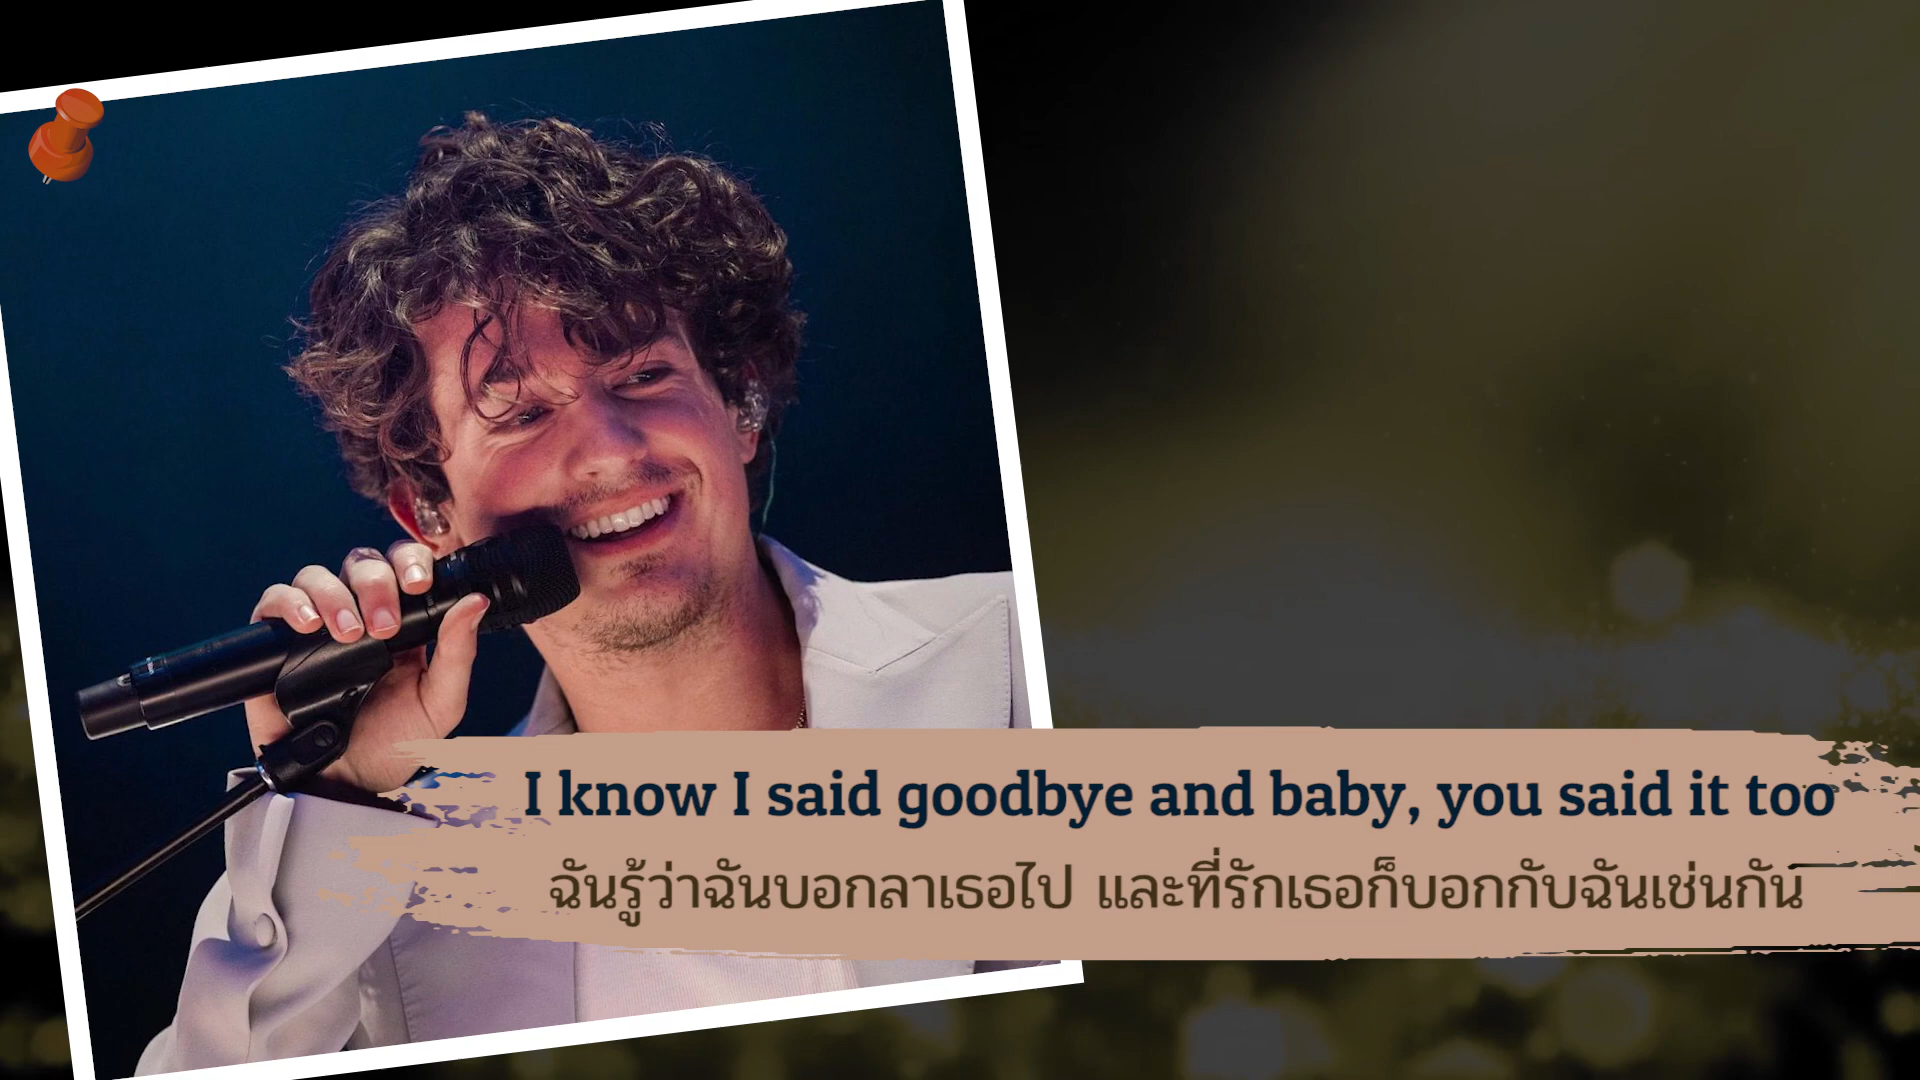 I know I said goodbye and baby, you said it too
ฉันรู้ว่าฉันบอกลาเธอไป และที่รักเธอก็บอกกับฉันเช่นกัน